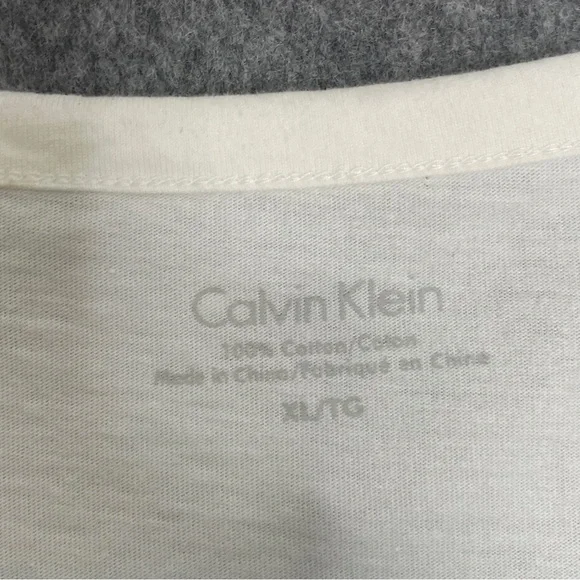 Calvin Klein
100% Cotton/Coton
Made in China/Fabriqué en Chine
XL/TG